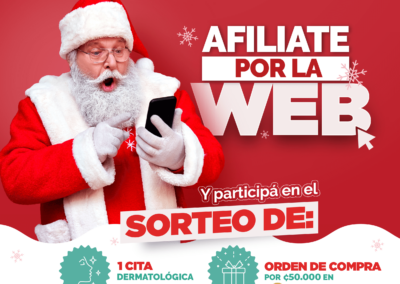 AFILIATE
POR LA
WEB
Y participá en el
SORTEO DE:
1 CITA
DERMATOLÓGICA
ORDEN DE COMPRA
POR ₡50.000 EN